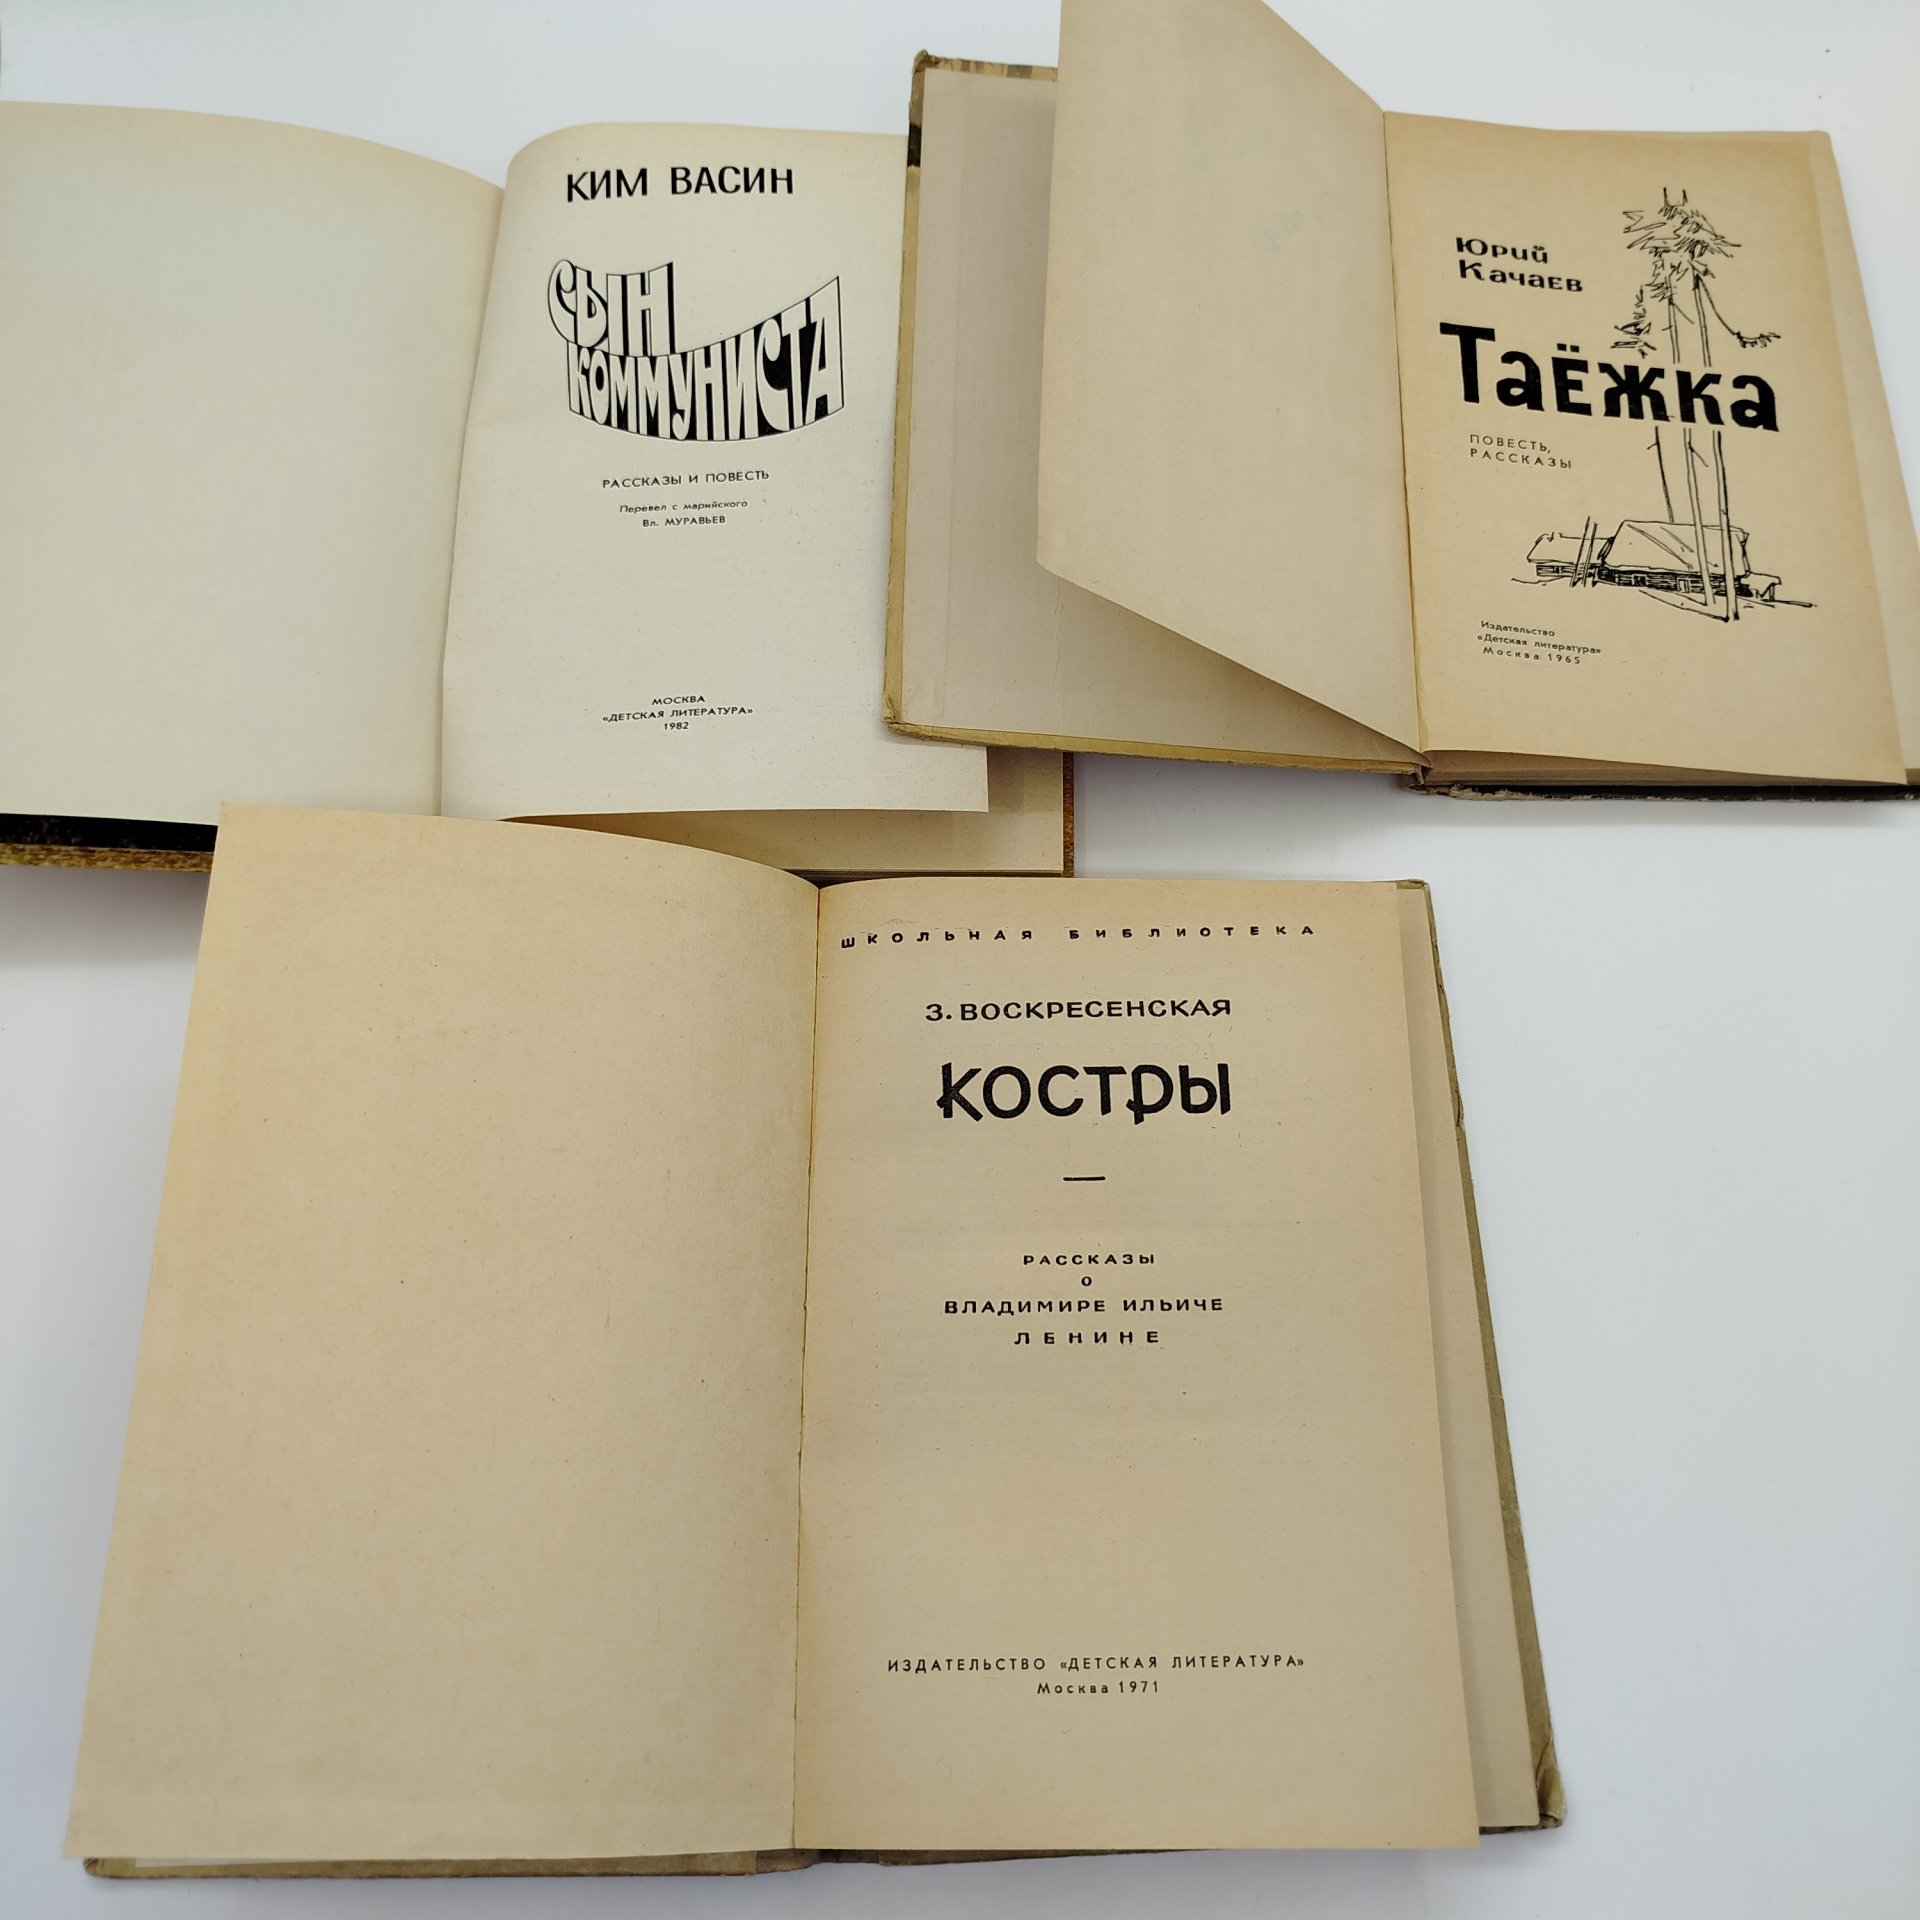 КИМ ВАСИН
СЫН
КОММУНИСТА
РАССКАЗЫ И ПОВЕСТЬ
Перевел с марийского
Вл. МУРАВЬЕВ
МОСКВА
«ДЕТСКАЯ ЛИТЕРАТУРА»
1982
Юрий
Качаев
Таёжка
ПОВЕСТЬ,
РАССКАЗЫ
Издательство
«Детская литература»
Москва 1965
ШКОЛЬНАЯ БИБЛИОТЕКА
З. ВОСКРЕСЕНСКАЯ
КОСТРЫ
—
РАССКАЗЫ
О
ВЛАДИМИРЕ ИЛЬИЧЕ
ЛЕНИНЕ
ИЗДАТЕЛЬСТВО «ДЕТСКАЯ ЛИТЕРАТУРА»
Москва 1971